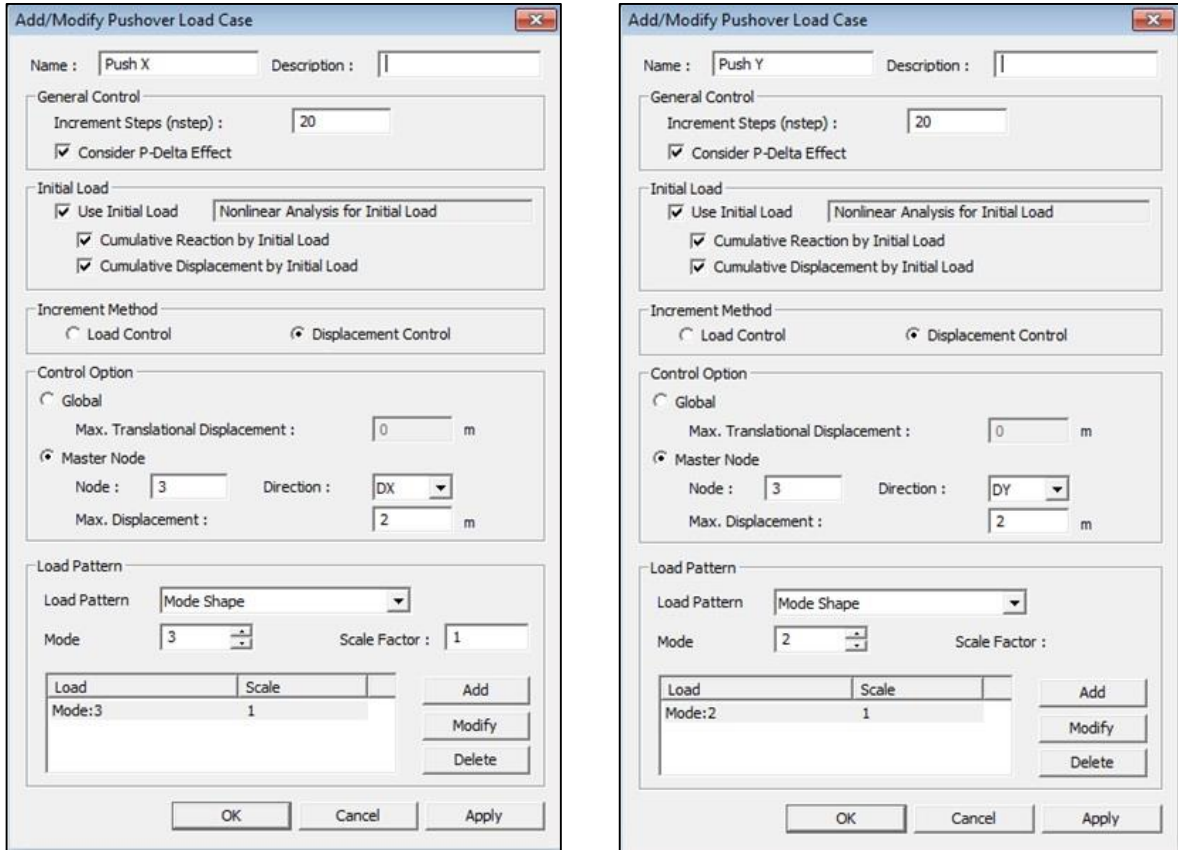 Add/Modify Pushover Load Case
Name : Push X Description :
General Control
Increment Steps (nstep) : 20
Consider P-Delta Effect
Initial Load
Use Initial Load Nonlinear Analysis for Initial Load
Cumulative Reaction by Initial Load
Cumulative Displacement by Initial Load
Increment Method
Load Control Displacement Control
Control Option
Global
Max. Translational Displacement : 0 m
Master Node
Node : 3 Direction : DX
Max. Displacement : 2 m
Load Pattern
Load Pattern Mode Shape
Mode 3 Scale Factor : 1
Load Scale
Mode:3 1
Add
Modify
Delete
OK Cancel Apply
Add/Modify Pushover Load Case
Name : Push Y Description :
General Control
Increment Steps (nstep) : 20
Consider P-Delta Effect
Initial Load
Use Initial Load Nonlinear Analysis for Initial Load
Cumulative Reaction by Initial Load
Cumulative Displacement by Initial Load
Increment Method
Load Control Displacement Control
Control Option
Global
Max. Translational Displacement : 0 m
Master Node
Node : 3 Direction : DY
Max. Displacement : 2 m
Load Pattern
Load Pattern Mode Shape
Mode 2 Scale Factor :
Load Scale
Mode:2 1
Add
Modify
Delete
OK Cancel Apply